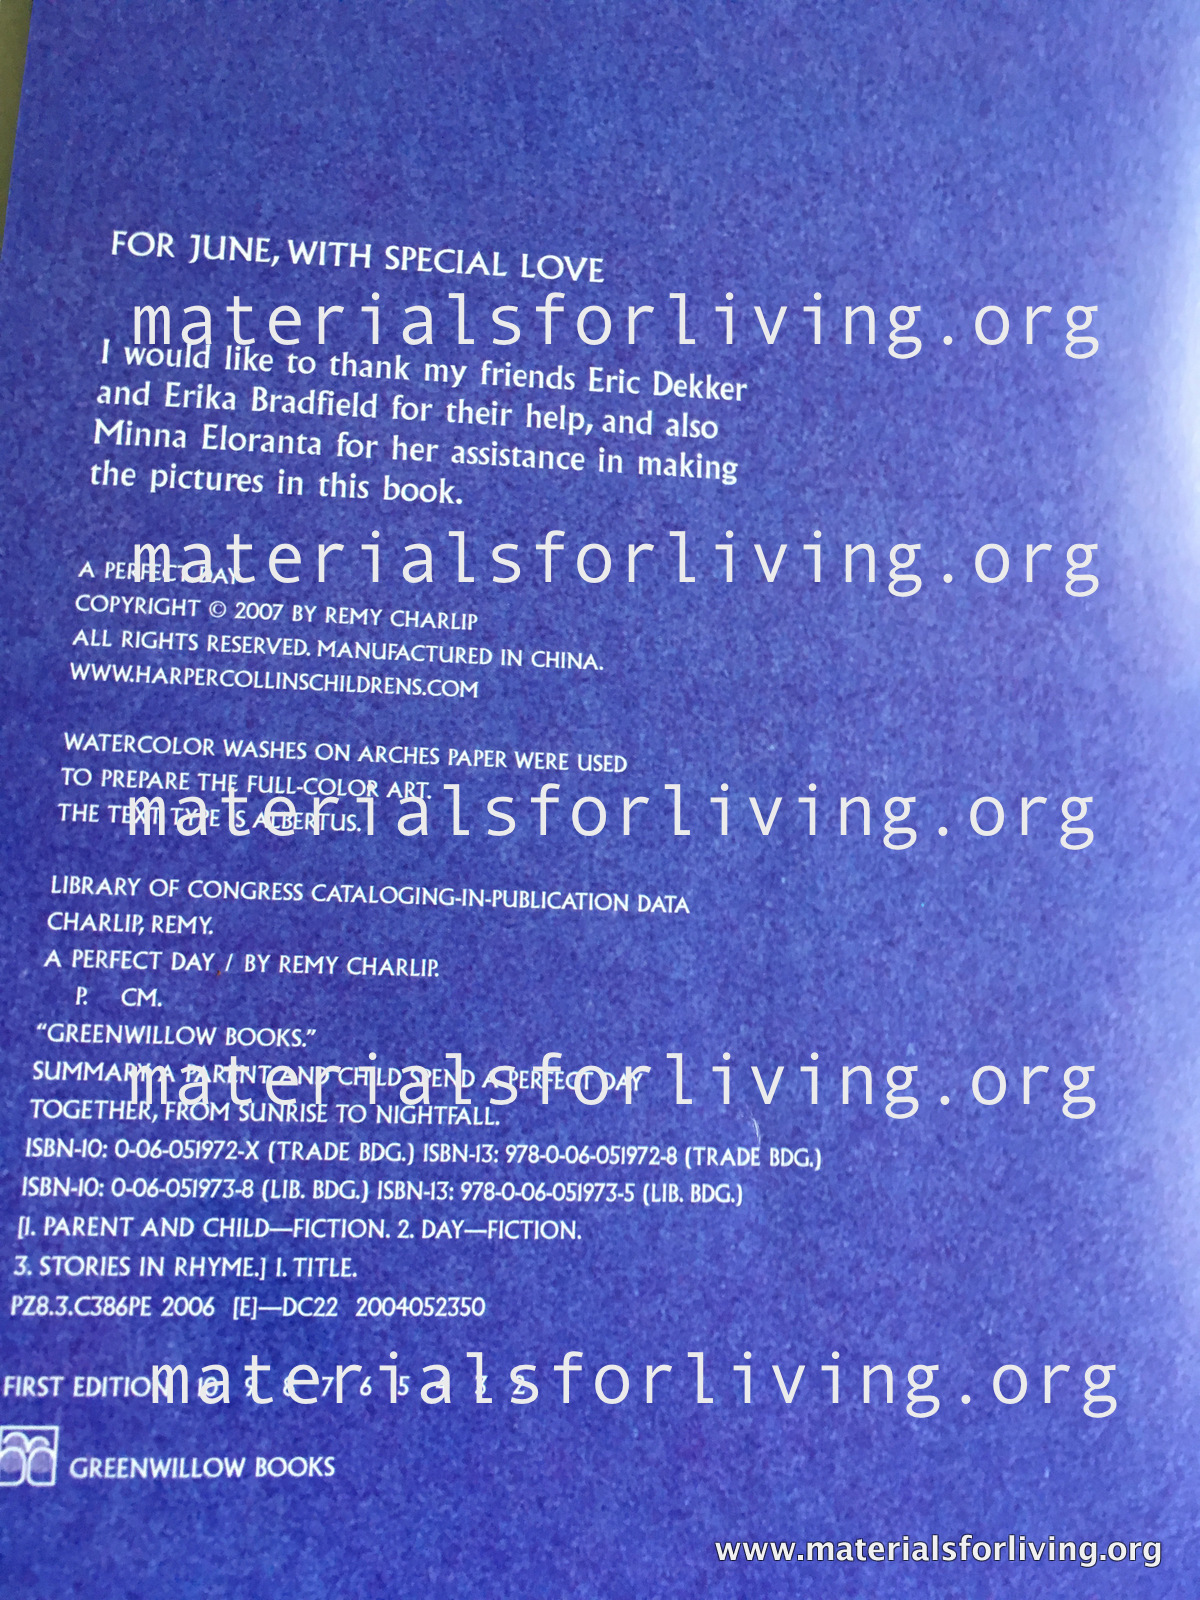 FOR JUNE, WITH SPECIAL LOVE
materialsforliving.org
I would like to thank my friends Eric Dekker
and Erika Bradfield for their help, and also
Minna Eloranta for her assistance in making
the pictures in this book.
materialsforliving.org
A PERFECT DAY
COPYRIGHT © 2007 BY REMY CHARLIP
ALL RIGHTS RESERVED. MANUFACTURED IN CHINA.
WWW.HARPERCOLLINSCHILDRENS.COM
WATERCOLOR WASHES ON ARCHES PAPER WERE USED
TO PREPARE THE FULL-COLOR ART.
materialsforliving.org
THE TEXT TYPE IS ALBERTUS.
LIBRARY OF CONGRESS CATALOGING-IN-PUBLICATION DATA
CHARLIP, REMY.
A PERFECT DAY / BY REMY CHARLIP.
P. CM.
"GREENWILLOW BOOKS."
SUMMARY: A PARENT AND CHILD SPEND A PERFECT DAY
materialsforliving.org
TOGETHER, FROM SUNRISE TO NIGHTFALL.
ISBN-10: 0-06-051972-X (TRADE BDG.) ISBN-13: 978-0-06-051972-8 (TRADE BDG.)
ISBN-10: 0-06-051973-8 (LIB. BDG.) ISBN-13: 978-0-06-051973-5 (LIB. BDG.)
[1. PARENT AND CHILD—FICTION. 2. DAY—FICTION.
3. STORIES IN RHYME.] I. TITLE.
PZ8.3.C386PE 2006 [E]—DC22 2004052350
materialsforliving.org
FIRST EDITION 10 9 8 7 6 5 4 3 2
GREENWILLOW BOOKS
www.materialsforliving.org